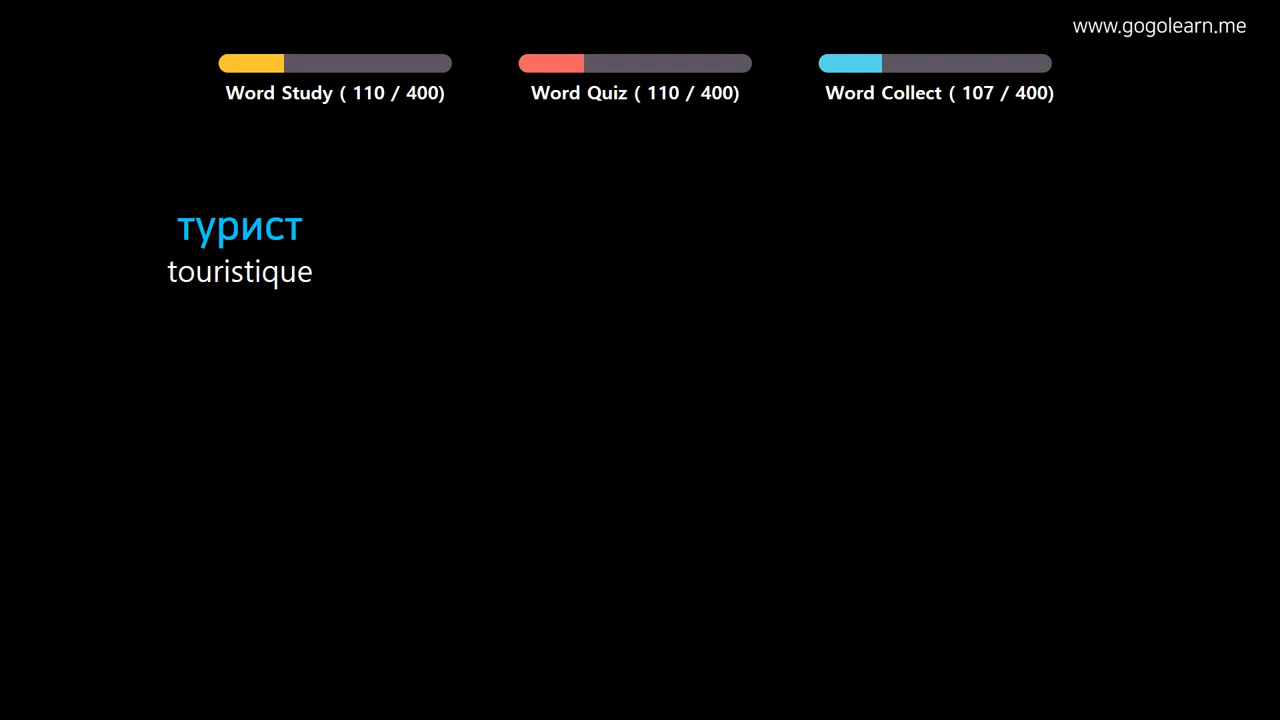 www.gogolearn.me
Word Study ( 110 / 400)
Word Quiz ( 110 / 400)
Word Collect ( 107 / 400)
турист
touristique